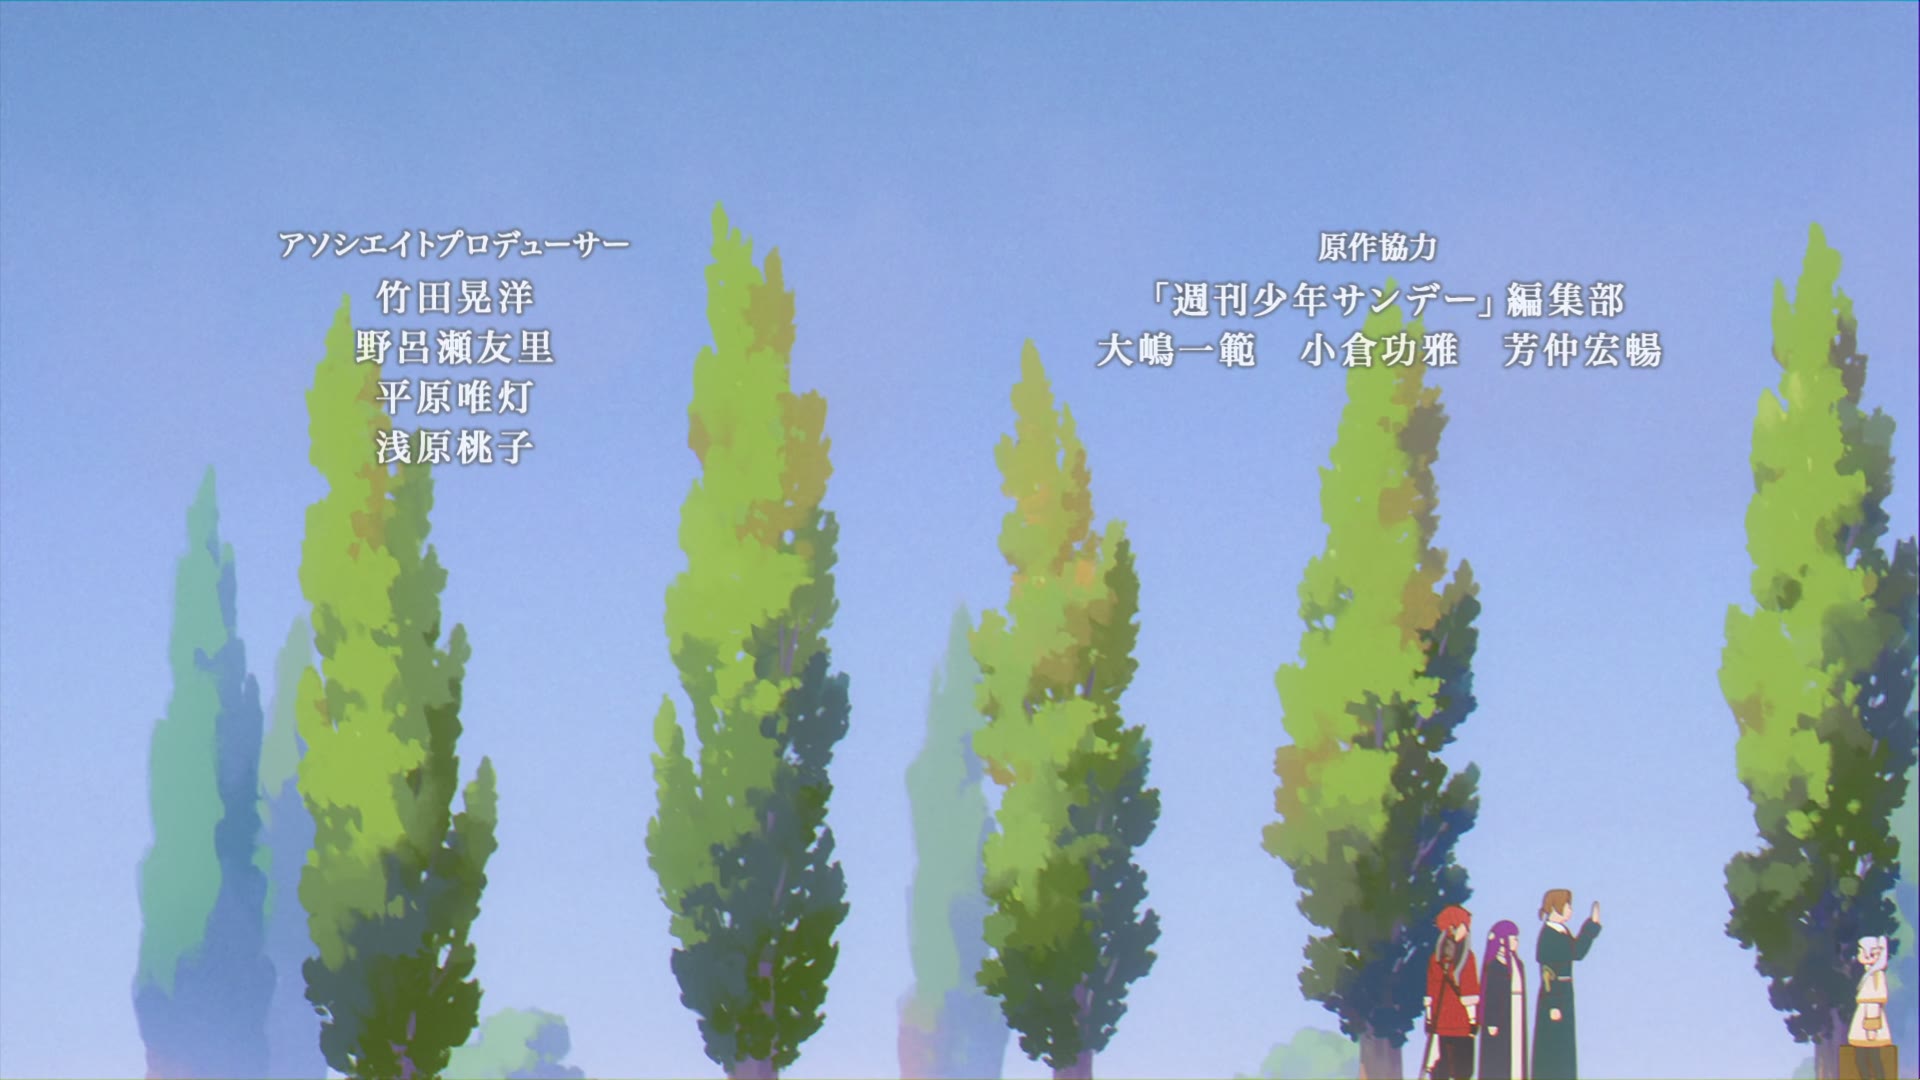 アソシエイトプロデューサー
竹田晃洋
野呂瀬友里
平原唯灯
浅原桃子
原作協力
「週刊少年サンデー」編集部
大嶋一範　小倉功雅　芳仲宏暢